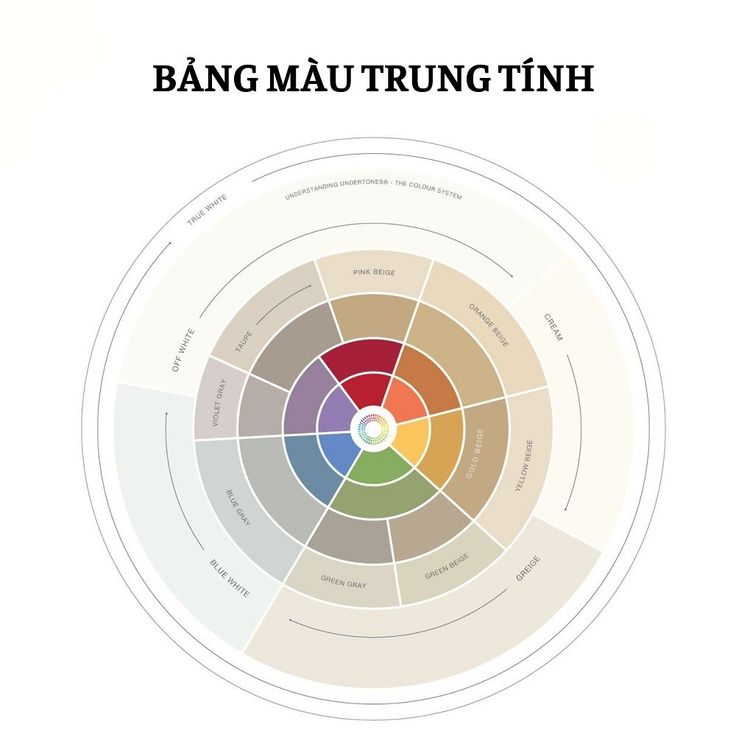 BẢNG MÀU TRUNG TÍNH
UNDERSTANDING UNDERTONES® - THE COLOUR SYSTEM
TRUE WHITE
OFF WHITE
CREAM
GREIGE
BLUE WHITE
PINK BEIGE
ORANGE BEIGE
YELLOW BEIGE
GOLD BEIGE
GREEN BEIGE
GREEN GRAY
BLUE GRAY
VIOLET GRAY
TAUPE